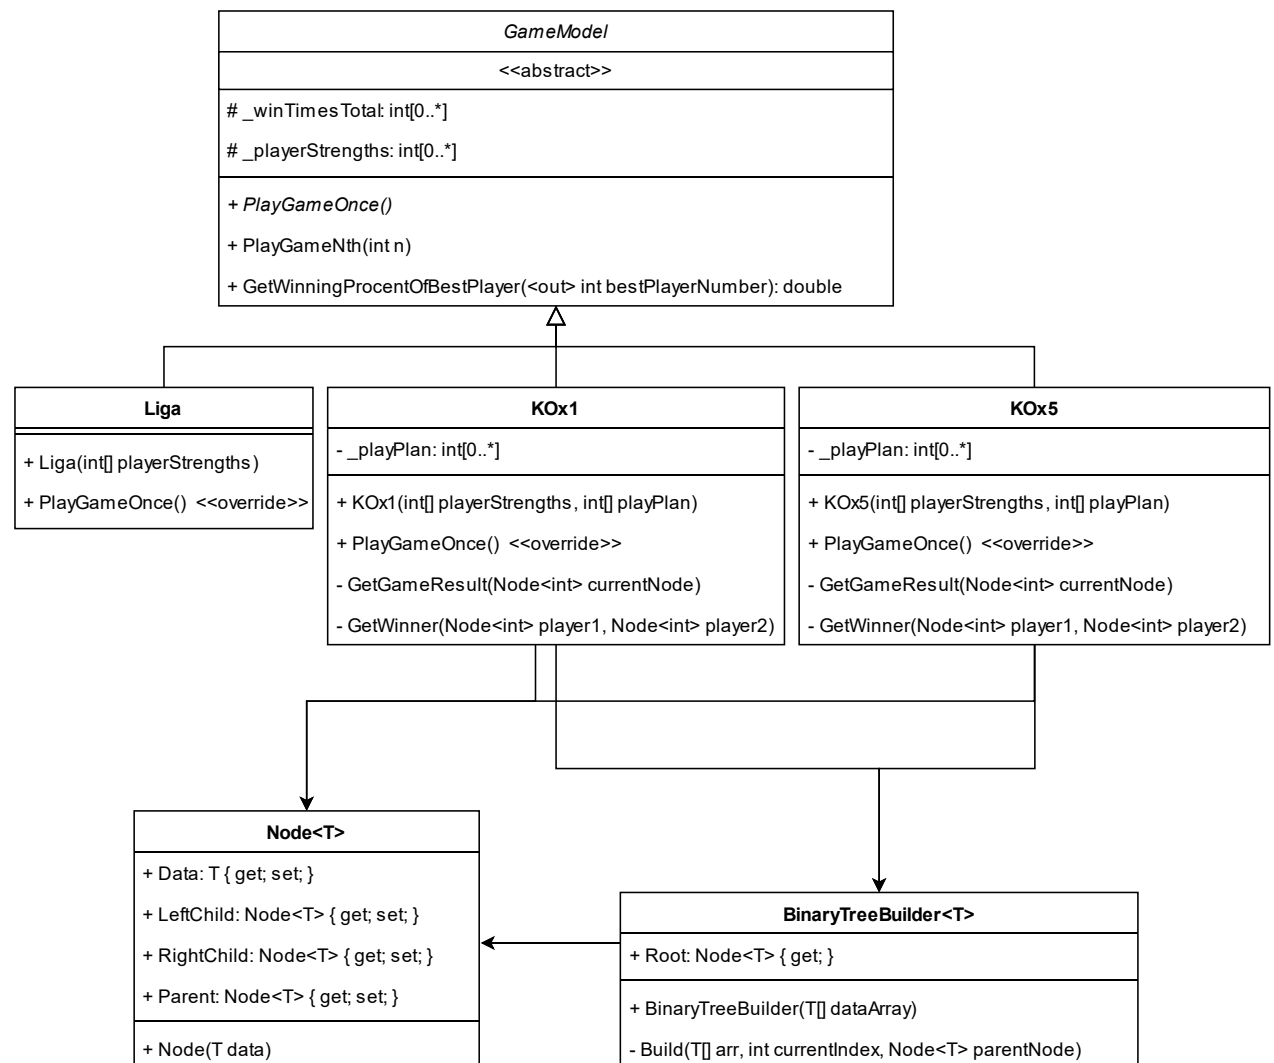 GameModel
<<abstract>>
# _winTimesTotal: int[0..*]
# _playerStrengths: int[0..*]
+ PlayGameOnce()
+ PlayGameNth(int n)
+ GetWinningProcentOfBestPlayer(<out> int bestPlayerNumber): double
Liga
+ Liga(int[] playerStrengths)
+ PlayGameOnce() <<override>>
KOx1
- _playPlan: int[0..*]
+ KOx1(int[] playerStrengths, int[] playPlan)
+ PlayGameOnce() <<override>>
- GetGameResult(Node<int> currentNode)
- GetWinner(Node<int> player1, Node<int> player2)
KOx5
- _playPlan: int[0..*]
+ KOx5(int[] playerStrengths, int[] playPlan)
+ PlayGameOnce() <<override>>
- GetGameResult(Node<int> currentNode)
- GetWinner(Node<int> player1, Node<int> player2)
Node<T>
+ Data: T { get; set; }
+ LeftChild: Node<T> { get; set; }
+ RightChild: Node<T> { get; set; }
+ Parent: Node<T> { get; set; }
+ Node(T data)
BinaryTreeBuilder<T>
+ Root: Node<T> { get; }
+ BinaryTreeBuilder(T[] dataArray)
- Build(T[] arr, int currentIndex, Node<T> parentNode)